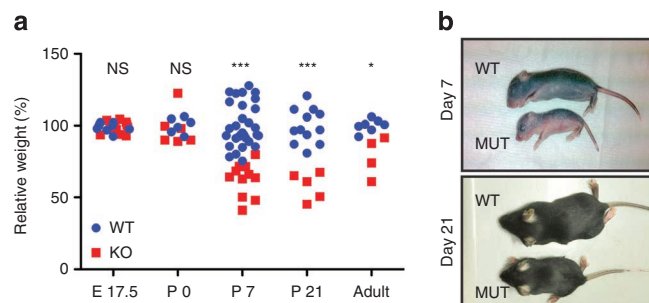 a
b
Relative weight (%)
150
100
50
0
NS
NS
***
***
*
WT
KO
E 17.5
P 0
P 7
P 21
Adult
Day 7
WT
MUT
Day 21
WT
MUT